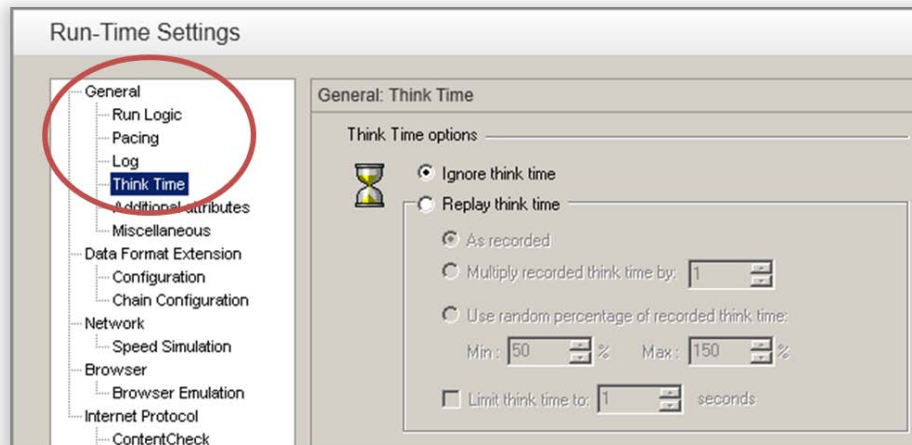 Run-Time Settings
General
Run Logic
Pacing
Log
Think Time
Additional attributes
Miscellaneous
Data Format Extension
Configuration
Chain Configuration
Network
Speed Simulation
Browser
Browser Emulation
Internet Protocol
ContentCheck
General: Think Time
Think Time options
Ignore think time
Replay think time
As recorded
Multiply recorded think time by: 1
Use random percentage of recorded think time:
Min : 50 % Max : 150 %
Limit think time to: 1 seconds